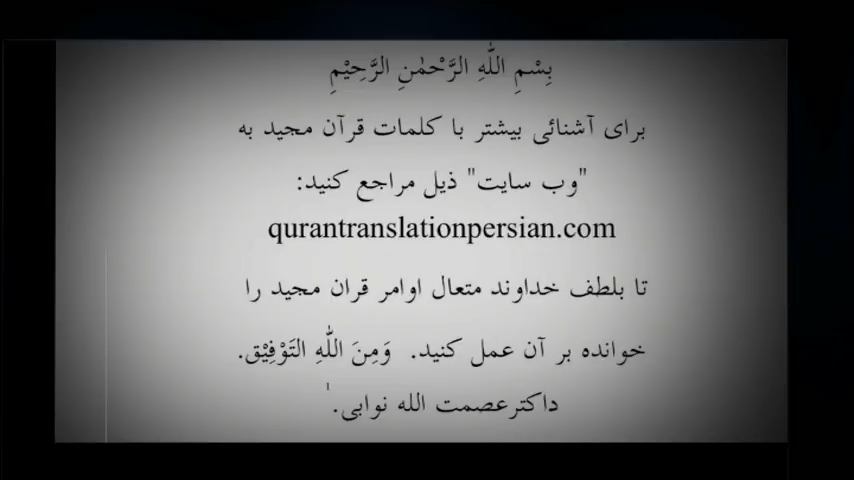 بِسْمِ اللّٰهِ الرَّحْمٰنِ الرَّحِيْمِ
برای آشنائی بیشتر با کلمات قرآن مجید به
"وب سایت" ذیل مراجع کنید:
qurantranslationpersian.com
تا بلطف خداوند متعال اوامر قران مجید را
خوانده بر آن عمل کنید. وَمِنَ اللّٰهِ التَوْفِيْق.
داکترعصمت الله نوابی.'